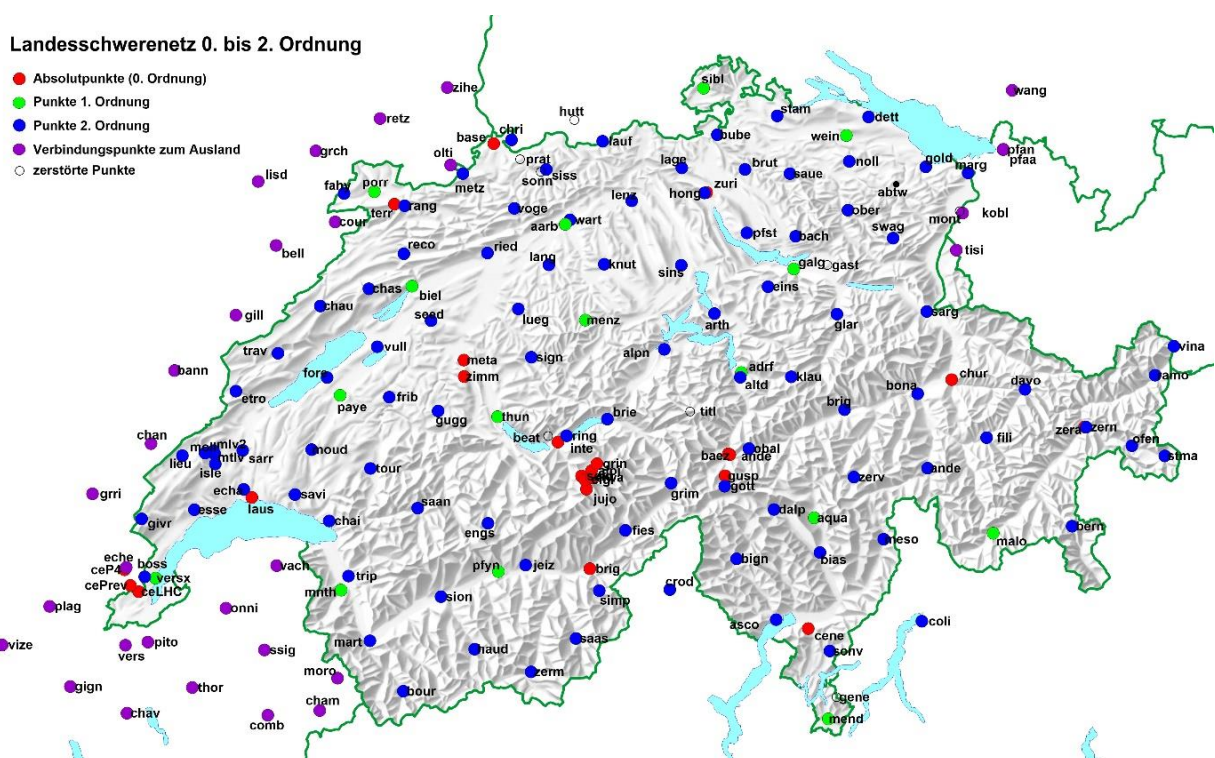 Landesschwerenetz 0. bis 2. Ordnung
Absolutpunkte (0. Ordnung)
Punkte 1. Ordnung
Punkte 2. Ordnung
Verbindungspunkte zum Ausland
zerstörte Punkte
sibl
zihe
wang
hutt
retz
stam
dett
chri
base
bube
wein
lauf
grch
olti
prat
pfan
pfaa
lage
brut
noll
gold
marg
sonn
siss
lisd
metz
saue
fahy
porr
zuri
hong
abtw
lenz
terr
rang
voge
wart
ober
mont
kobl
cour
aarb
pfst
bach
swag
bell
reco
ried
tisi
lang
knut
sins
galg
gast
chas
biel
eins
chau
gill
seed
lueg
menz
arth
glar
sarg
trav
vull
alpn
vina
meta
sign
bann
fore
zimm
adrf
altd
klau
chur
ramo
bona
davo
etro
paye
frib
gugg
thun
brie
titl
brig
chan
beat
ring
inte
zera
zern
fili
ofen
stma
mlv2
mtlv
lieu
isle
sarr
moud
tour
baez
ande
obal
grin
jujo
grim
gusp
gott
zerv
ande
echa
laus
savi
saan
grri
esse
givr
chai
engs
fies
dalp
aqua
meso
malo
bern
eche
ceP4
boss
versx
cePrev
ceLHC
vach
trip
mnth
pfyn
jeiz
brig
simp
bign
bias
crod
plag
onni
sion
asco
cene
coli
vize
vers
pito
ssig
mart
haud
saas
sonv
gign
thor
moro
zerm
bour
gene
chav
comb
cham
mend